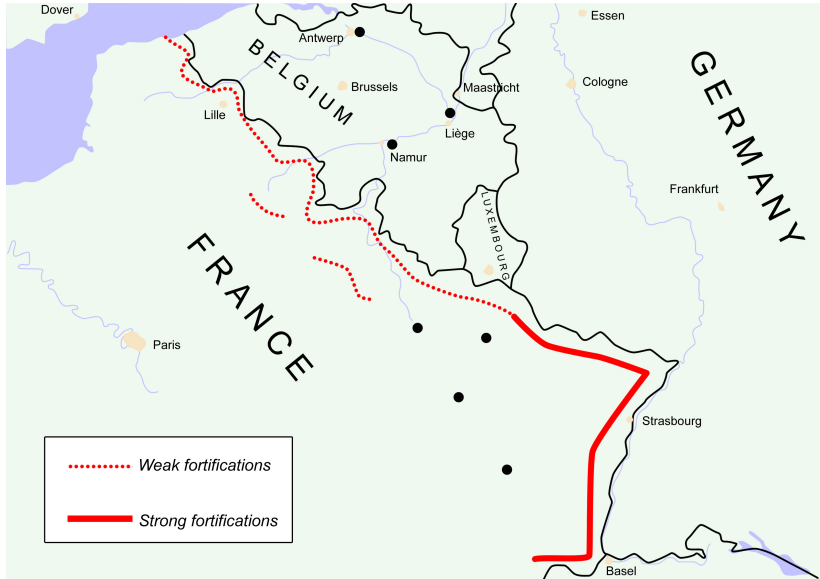 Dover
Essen
Antwerp
BELGIUM
GERMANY
Cologne
Brussels
Maastricht
Lille
Liège
Namur
Frankfurt
LUXEMBOURG
FRANCE
Paris
Strasbourg
Weak fortifications
Strong fortifications
Basel